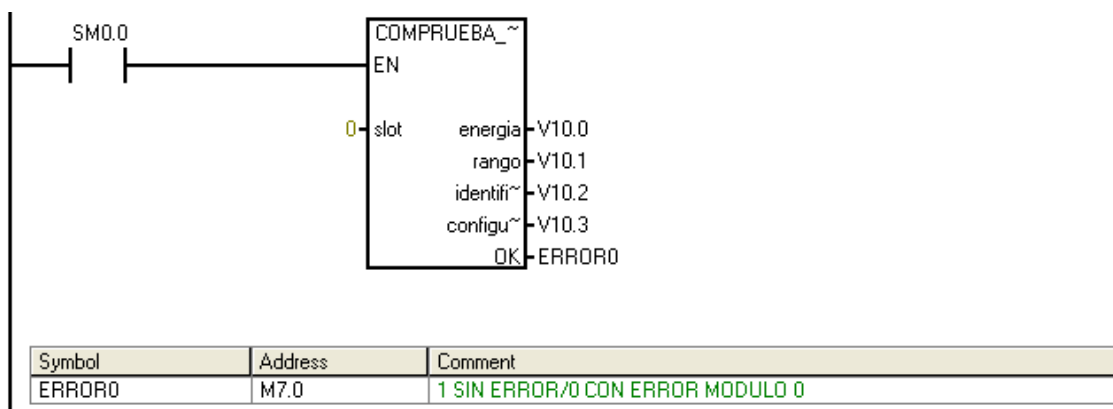 SM0.0
COMPRUEBA_~
EN
0 slot energia V10.0
rango V10.1
identifi~ V10.2
configu~ V10.3
OK ERROR0
Symbol Address Comment
ERROR0 M7.0 1 SIN ERROR/0 CON ERROR MODULO 0